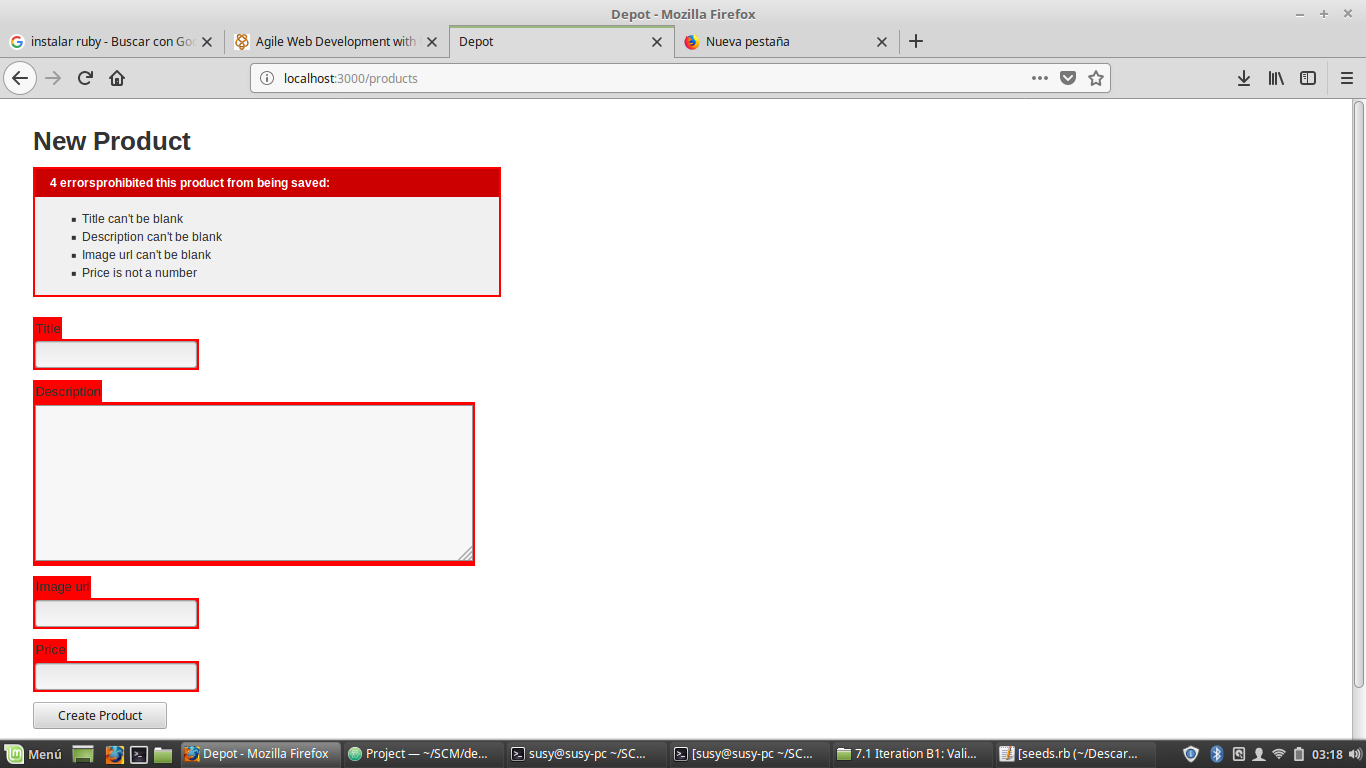 Depot - Mozilla Firefox
instalar ruby - Buscar con Goo
Agile Web Development with
Depot
Nueva pestaña
localhost:3000/products
New Product
4 errorsprohibited this product from being saved:
Title can't be blank
Description can't be blank
Image url can't be blank
Price is not a number
Title
Description
Image url
Price
Create Product
Menú
Depot - Mozilla Firefox
Project — ~/SCM/de...
susy@susy-pc ~/SC...
[susy@susy-pc ~/SC...
7.1 Iteration B1: Vali...
[seeds.rb (~/Descar...
03:18